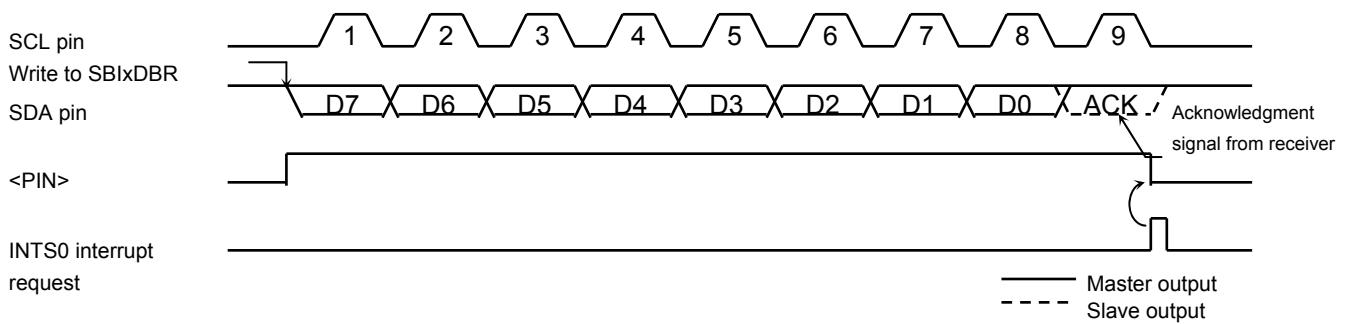 SCL pin
1 2 3 4 5 6 7 8 9
Write to SBIxDBR
SDA pin
D7 D6 D5 D4 D3 D2 D1 D0 ACK
Acknowledgment
signal from receiver
<PIN>
INTS0 interrupt
request
Master output
Slave output